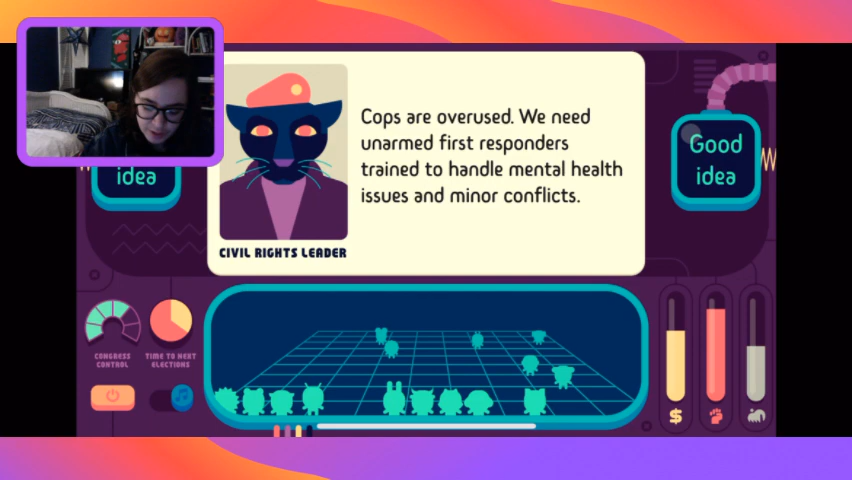 Cops are overused. We need
unarmed first responders
trained to handle mental health
issues and minor conflicts.
CIVIL RIGHTS LEADER
idea
Good
idea
CONGRESS
CONTROL
TIME TO NEXT
ELECTIONS
$